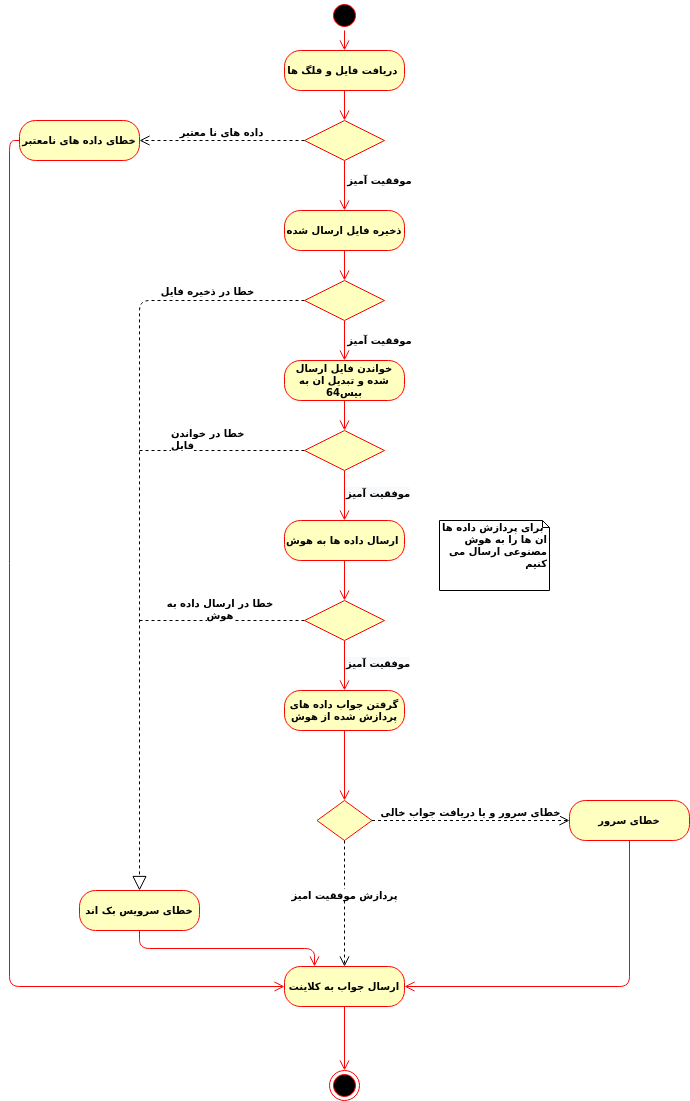 دریافت فایل و فلگ ها
داده های نا معتبر
خطای داده های نامعتبر
موفقیت آمیز
ذخیره فایل ارسال شده
خطا در ذخیره فایل
موفقیت آمیز
خواندن فایل ارسال
شده و تبدیل ان به
بیس64
خطا در خواندن
فایل
موفقیت آمیز
ارسال داده ها به هوش
برای پردازش داده ها
ان ها را به هوش
مصنوعی ارسال می
کنیم
خطا در ارسال داده به
هوش
موفقیت آمیز
گرفتن جواب داده های
پردازش شده از هوش
خطای سرور و یا دریافت جواب خالی
خطای سرور
پردازش موفقیت امیز
خطای سرویس بک اند
ارسال جواب به کلاینت